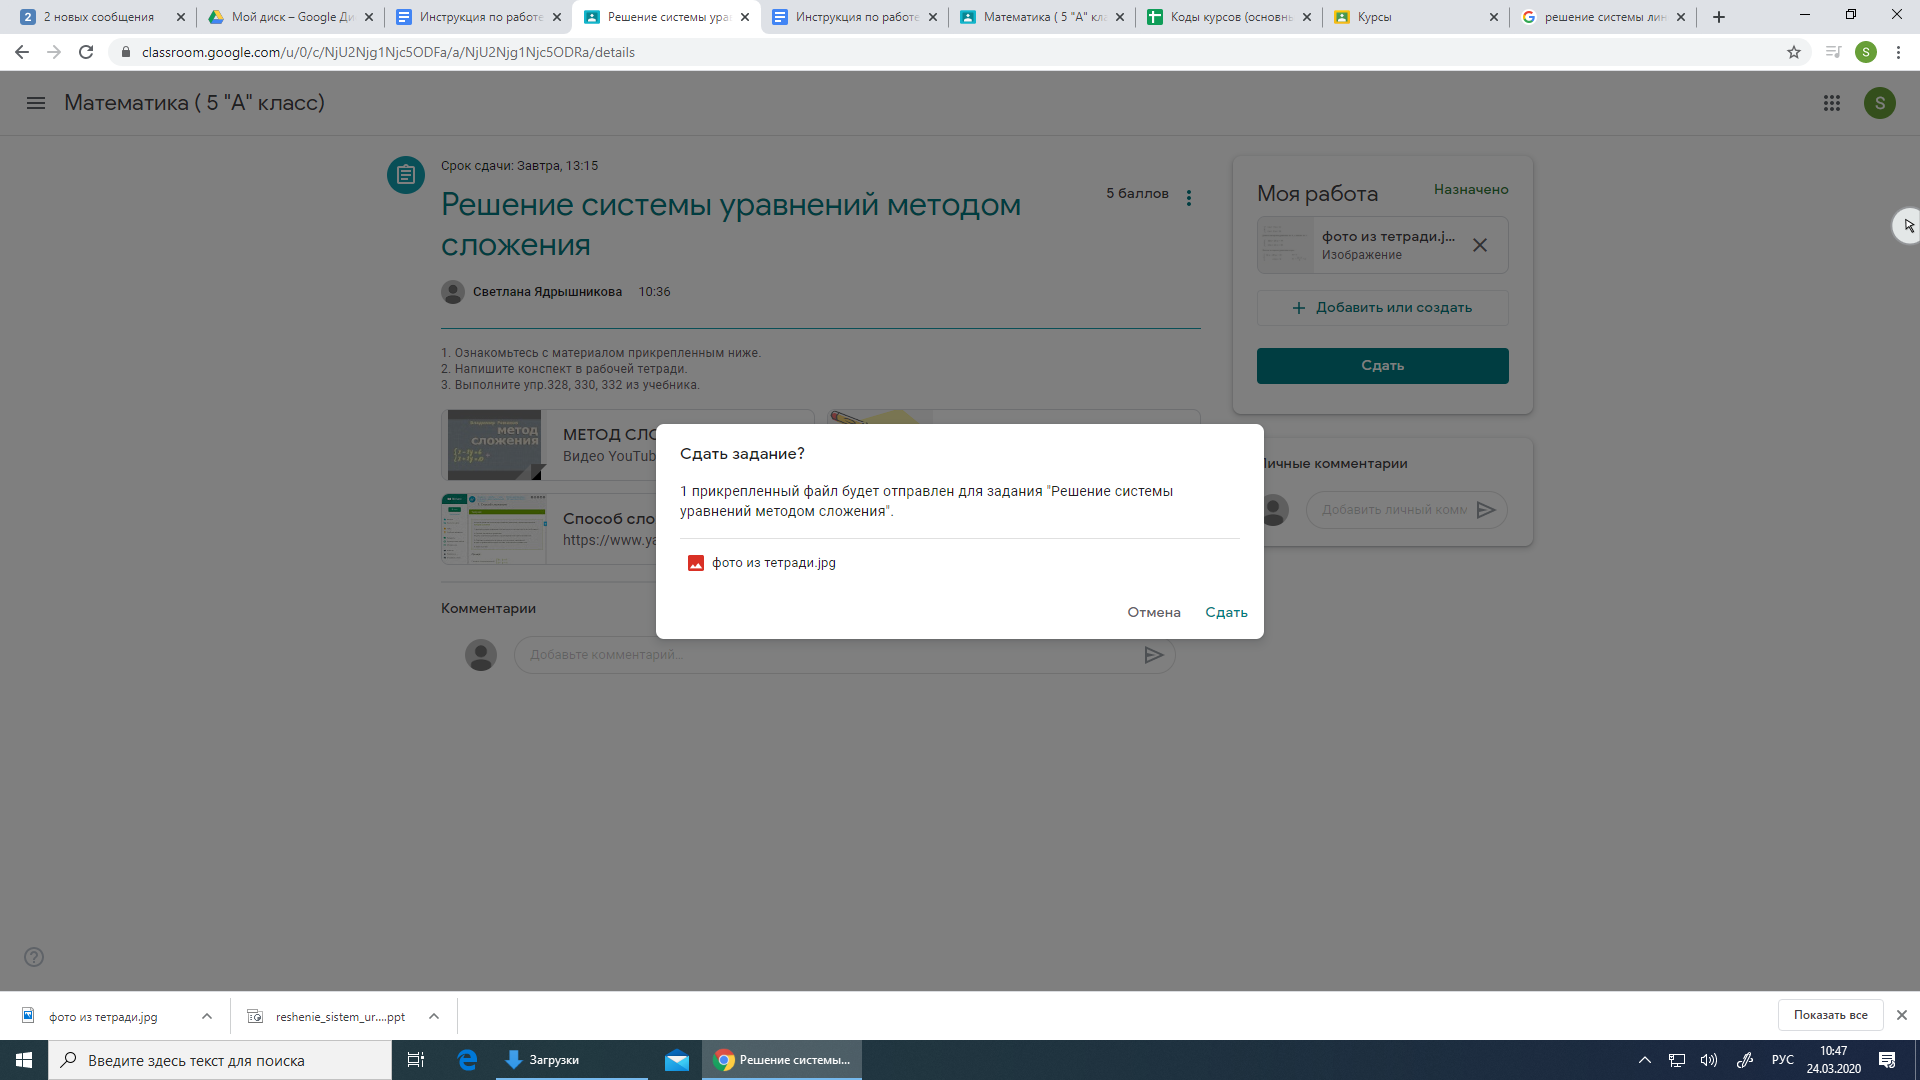 2 новых сообщения
Мой диск – Google Ди
Инструкция по работе
Решение системы ура
Инструкция по работе
Математика ( 5 "А" кла
Коды курсов (основн
Курсы
решение системы лин
classroom.google.com/u/0/c/NjU2Njg1Njc5ODFa/a/NjU2Njg1Njc5ODRa/details
S
Математика ( 5 "А" класс)
S
Срок сдачи: Завтра, 13:15
Решение системы уравнений методом
сложения
5 баллов
Светлана Ядрышникова 10:36
1. Ознакомьтесь с материалом прикрепленным ниже.
2. Напишите конспект в рабочей тетради.
3. Выполните упр.328, 330, 332 из учебника.
метод
сложения
МЕТОД СЛО
Видео YouTub
Способ сло
https://www.ya
Комментарии
Добавьте комментарий...
Моя работа
Назначено
фото из тетради.j...
Изображение
Добавить или создать
Сдать
Личные комментарии
Добавить личный комм
Сдать задание?
1 прикрепленный файл будет отправлен для задания "Решение системы
уравнений методом сложения".
фото из тетради.jpg
Отмена
Сдать
фото из тетради.jpg
reshenie_sistem_ur....ppt
Показать все
Введите здесь текст для поиска
Загрузки
Решение системы...
РУС
10:47
24.03.2020